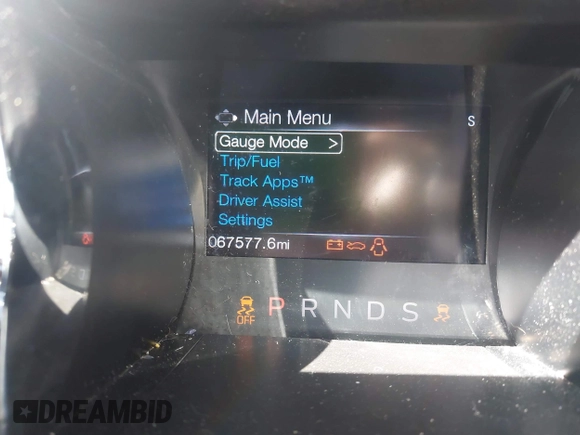 Main Menu
S
Gauge Mode >
Trip/Fuel
Track Apps™
Driver Assist
Settings
067577.6mi
OFF
P R N D S
DREAMBID